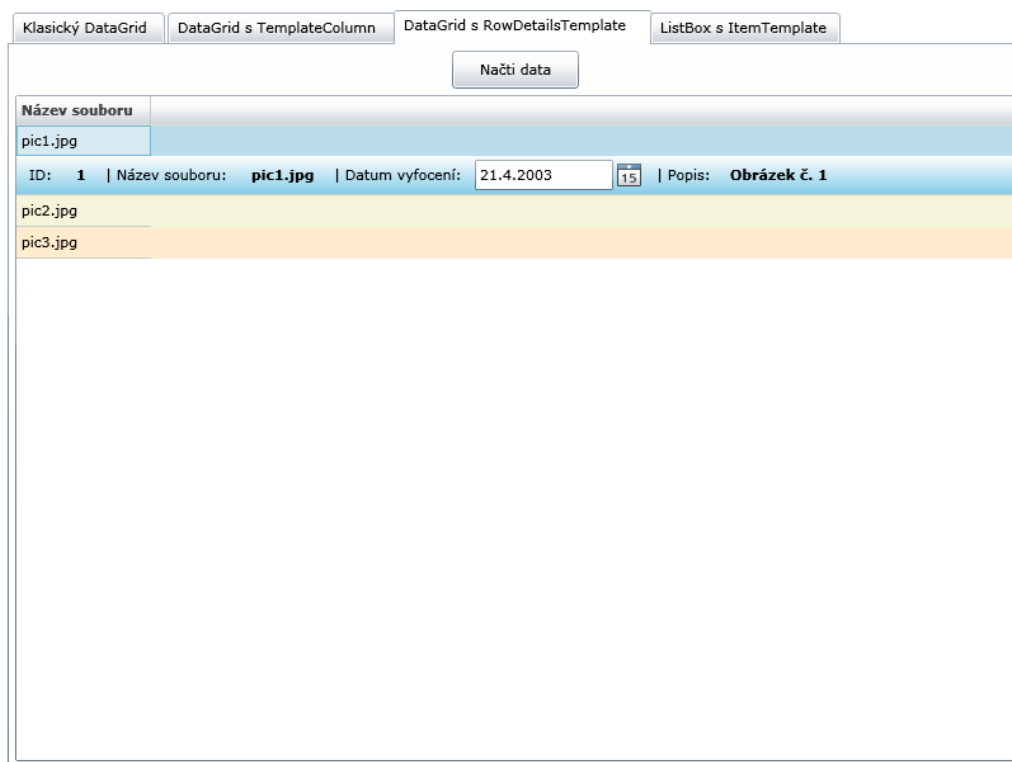 Klasický DataGrid DataGrid s TemplateColumn DataGrid s RowDetailsTemplate ListBox s ItemTemplate
Načti data
Název souboru
pic1.jpg
ID: 1 | Název souboru: pic1.jpg | Datum vyfocení: 21.4.2003 15 | Popis: Obrázek č. 1
pic2.jpg
pic3.jpg